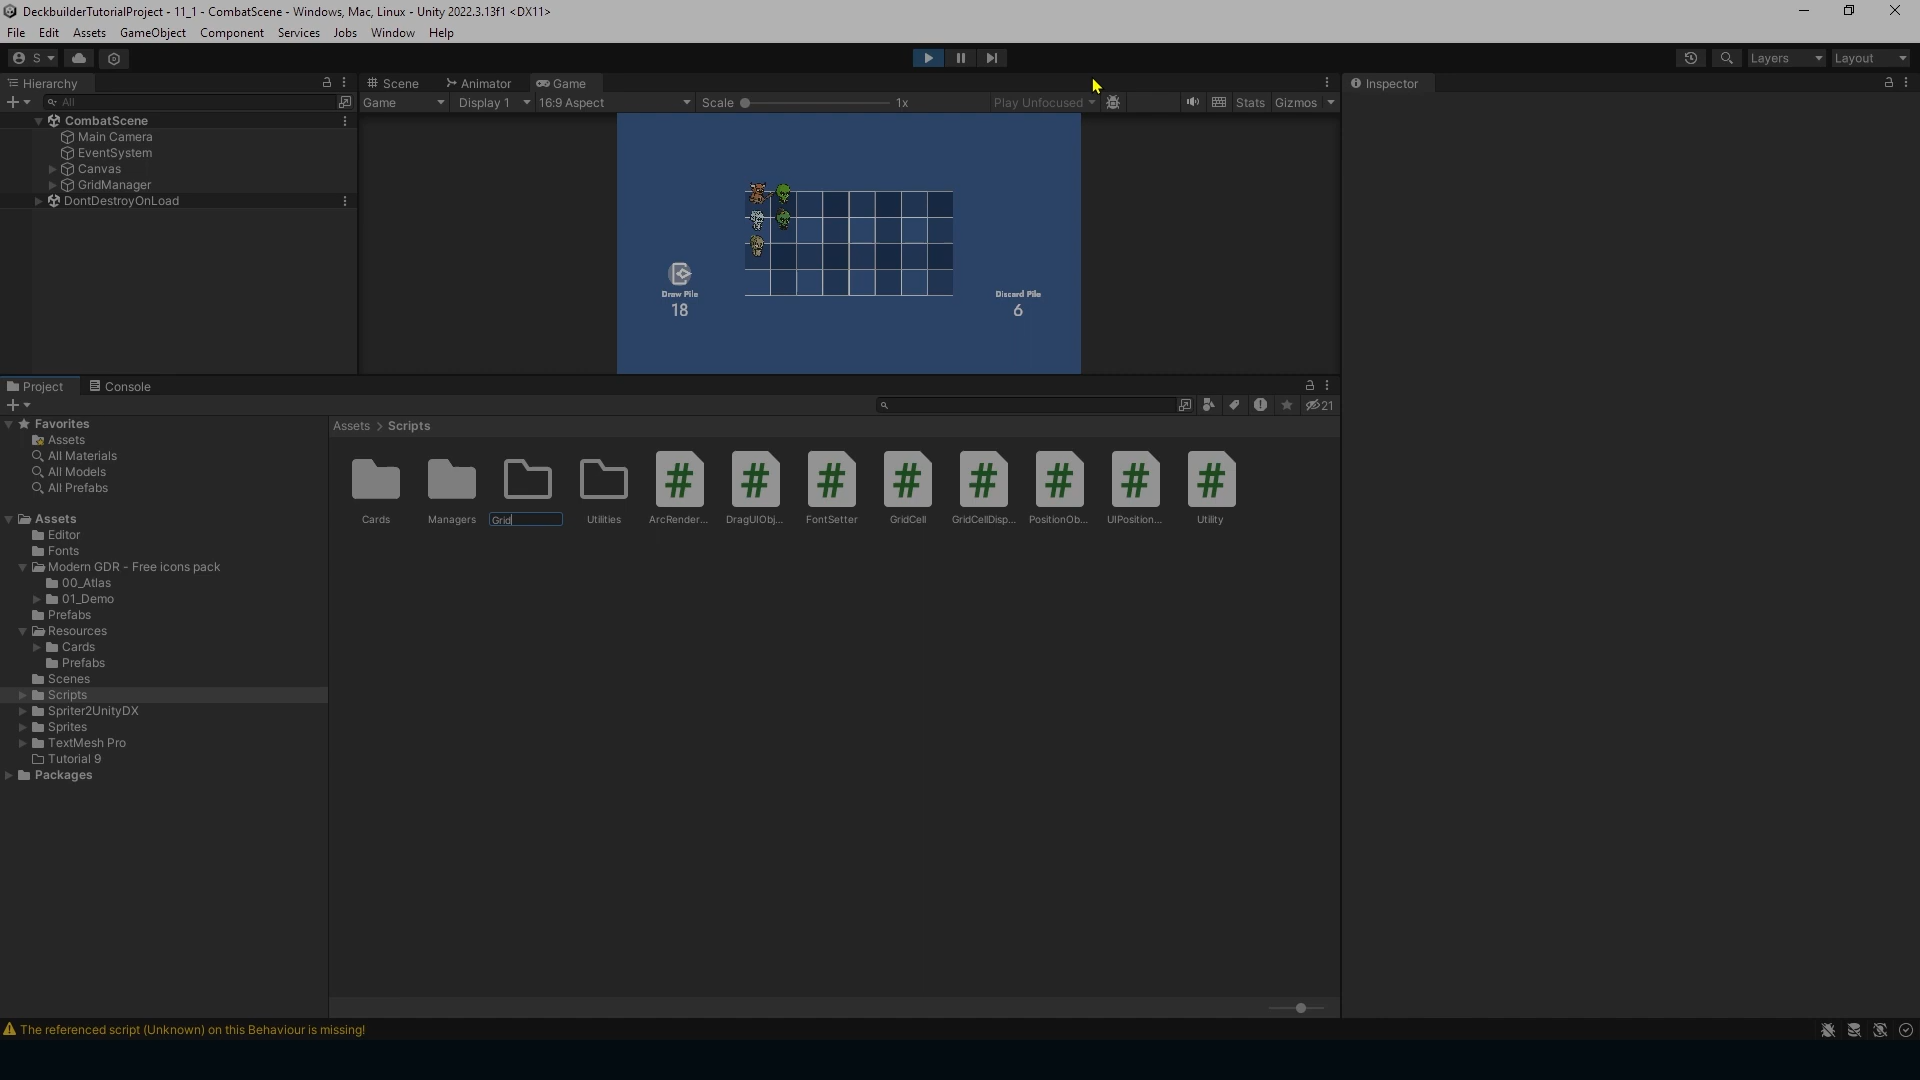 DeckbuilderTutorialProject - 11_1 - CombatScene - Windows, Mac, Linux - Unity 2022.3.13f1 <DX11>
File Edit Assets GameObject Component Services Jobs Window Help
S Layers Layout
Hierarchy Scene Animator Game Inspector
All Game Display 1 16:9 Aspect Scale 1x Play Unfocused Stats Gizmos
CombatScene
Main Camera
EventSystem
Canvas
GridManager
DontDestroyOnLoad
Draw Pile
18
Discard Pile
6
Project Console
21
Favorites
Assets
All Materials
All Models
All Prefabs
Assets
Editor
Fonts
Modern GDR - Free icons pack
00_Atlas
01_Demo
Prefabs
Resources
Cards
Prefabs
Scenes
Scripts
Spriter2UnityDX
Sprites
TextMesh Pro
Tutorial 9
Packages
Assets > Scripts
Cards Managers Grid Utilities ArcRender... DragUIObj... FontSetter GridCell GridCellDisp... PositionOb... UIPosition... Utility
The referenced script (Unknown) on this Behaviour is missing!